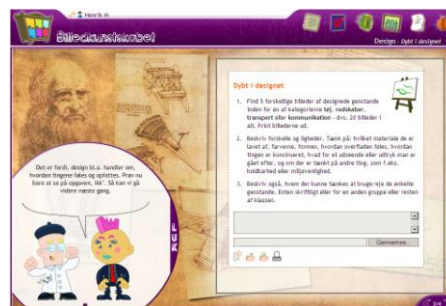 Henrik m
Billedkunstskabet
Design - Dybt i designet
Dybt i designet
1. Find 5 forskellige billeder af designede genstande
inden for en af kategorierne tøj, redskaber,
transport eller kommunikation - dvs. 20 billeder i
alt. Print billederne ud.
2. Beskriv forskelle og ligheder. Tænk på: hvilket materiale de er
lavet af, farverne, formen, hvordan overfladen føles, hvordan
tingen er konstrueret, hvad for et udseende eller udtryk man er
gået efter, og om der er tænkt på andre ting, som f.eks.
holdbarhed eller miljøvenlighed.
3. Beskriv også, hvem der kunne tænkes at bruge/eje de enkelte
genstande. Enten skriftligt eller for en anden gruppe eller resten
af klassen.
Det er fordi, design bl.a. handler om,
hvordan tingene føles og opfattes. Prøv nu
bare at se på opgaven, ikk'. Så kan vi gå
videre næste gang.